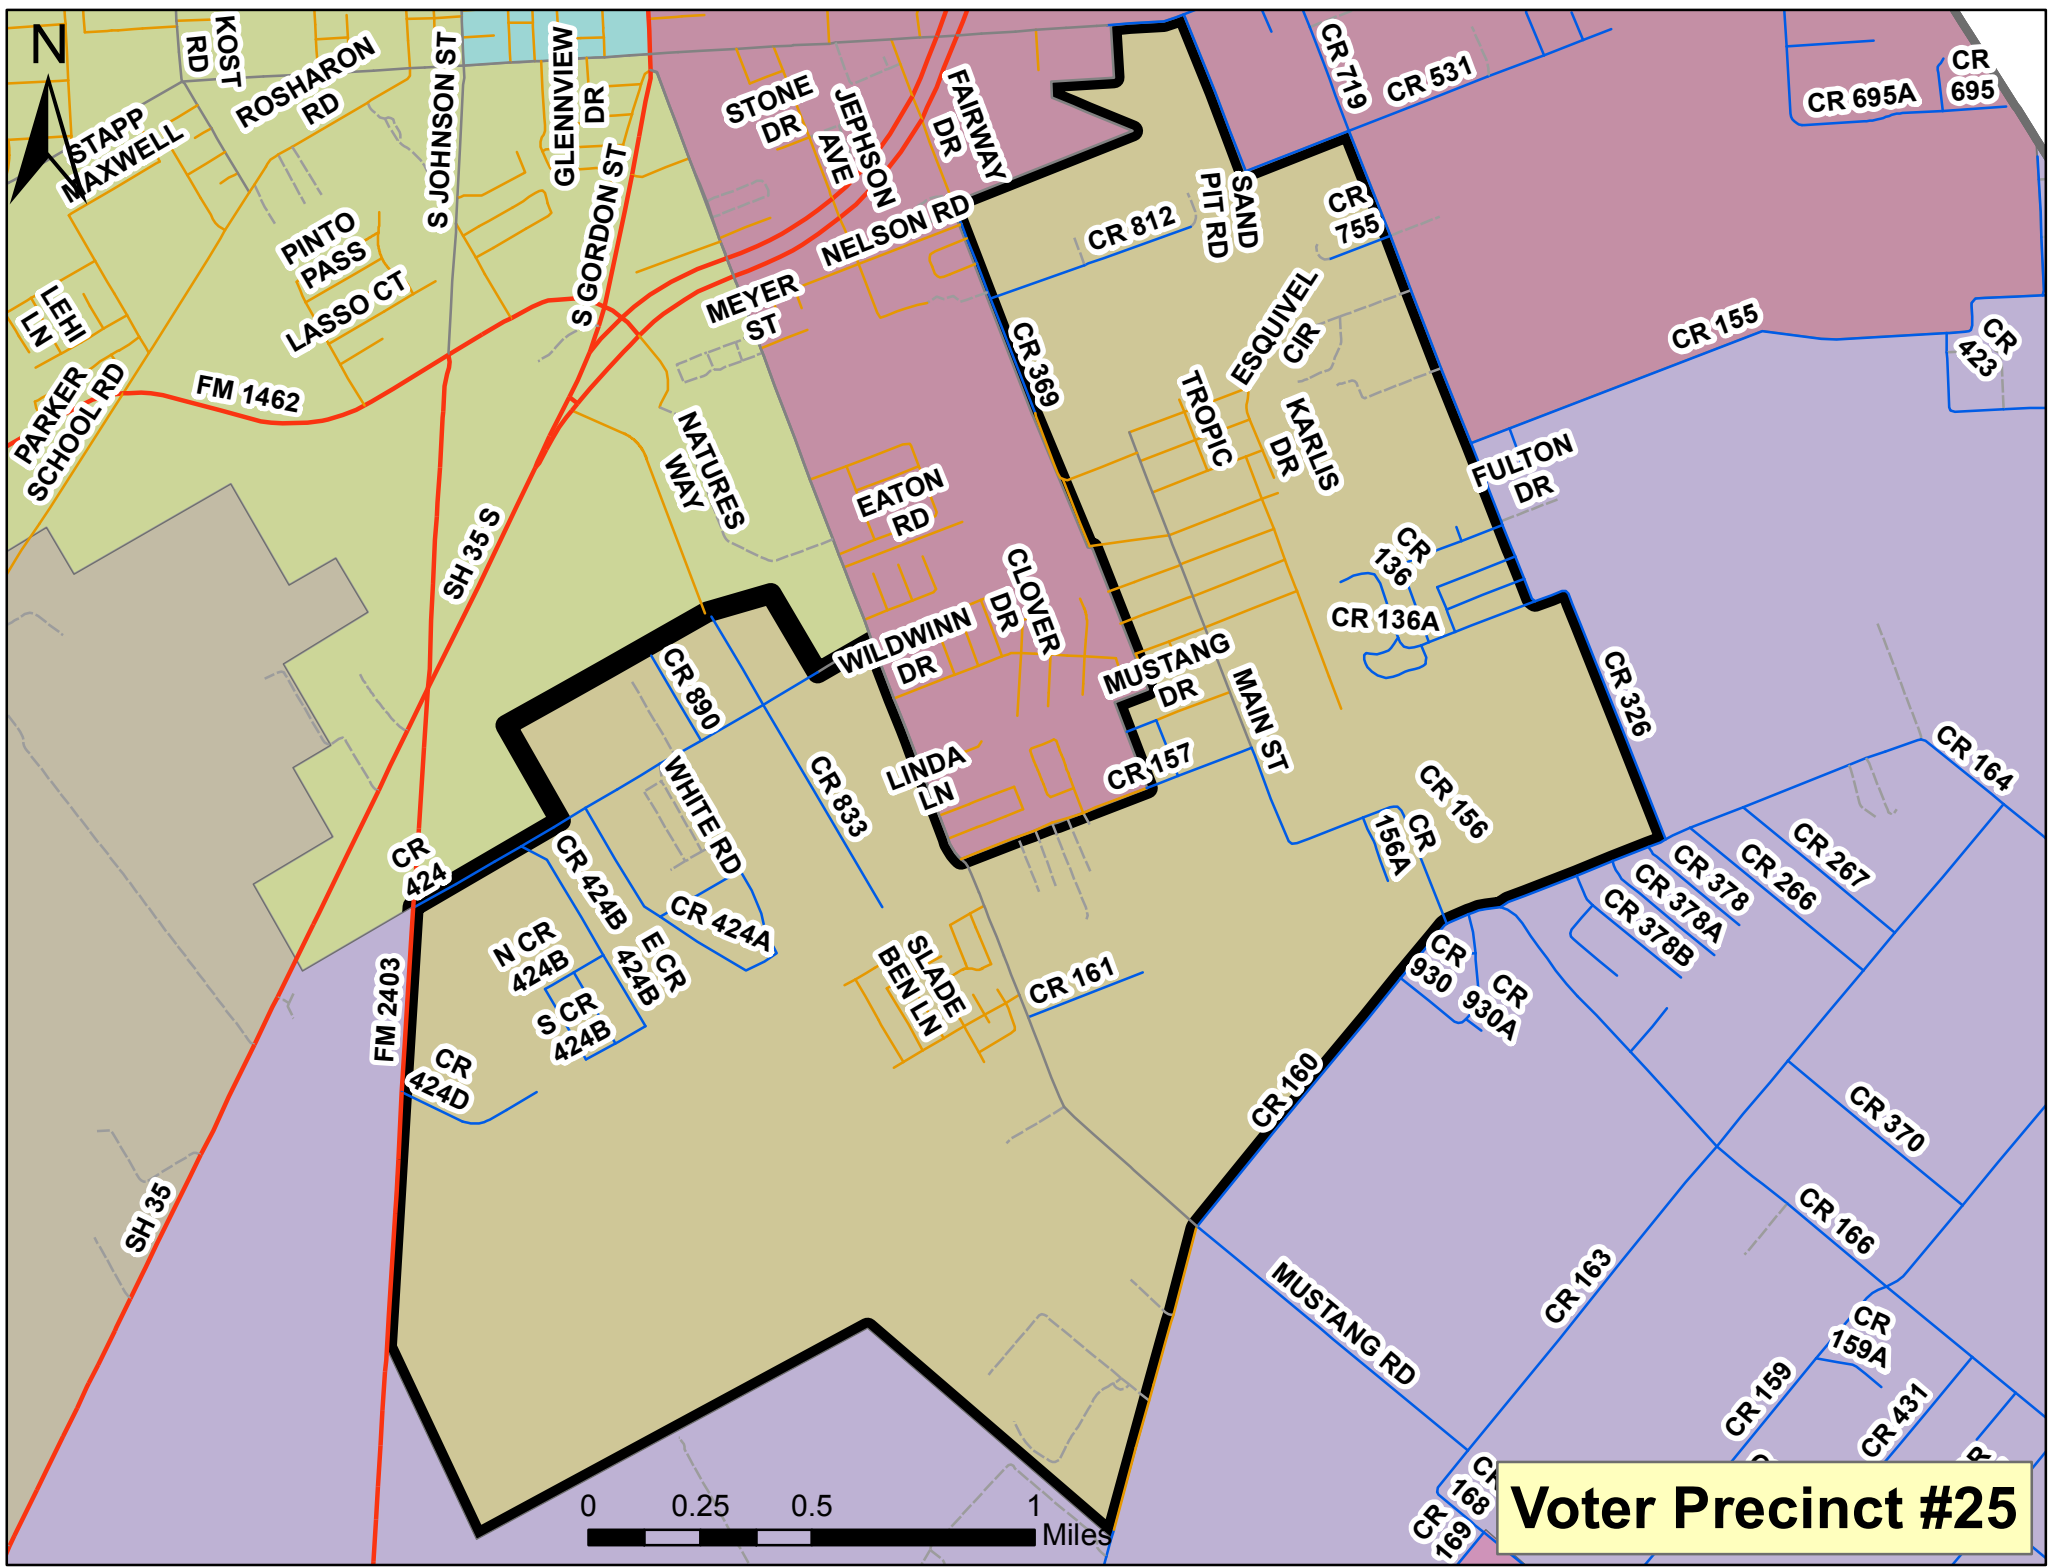 N
KOST
RD
STAPP
MAXWELL
ROSHARON
RD
S JOHNSON ST
GLENNVIEW
DR
S GORDON ST
STONE
DR
JEPHSON
AVE
FAIRWAY
DR
CR 719
CR 531
CR 695A
CR
695
PINTO
PASS
LASSO CT
LEHI
LN
NELSON RD
MEYER
ST
CR 812
SAND
PIT RD
CR
755
CR 155
CR
423
PARKER
SCHOOL RD
FM 1462
CR 369
ESQUIVEL
CIR
TROPIC
KARLIS
DR
FULTON
DR
NATURES
WAY
EATON
RD
SH 35 S
CLOVER
DR
CR
136
CR 136A
WILDWINN
DR
MUSTANG
DR
MAIN ST
CR 326
CR 890
CR 833
WHITE RD
LINDA
LN
CR 157
CR 156
CR
156A
CR 164
CR 267
CR 266
CR 378
CR 378A
CR 378B
CR
424
CR 424B
CR 424A
N CR
424B
E CR
424B
S CR
424B
CR
424D
FM 2403
SLADE
BEN LN
CR 161
CR
930
CR
930A
CR 160
CR 370
CR 166
SH 35
CR 163
MUSTANG RD
CR
159A
CR 159
CR 431
CR
168
CR
169
0
0.25
0.5
1
Miles
Voter Precinct #25